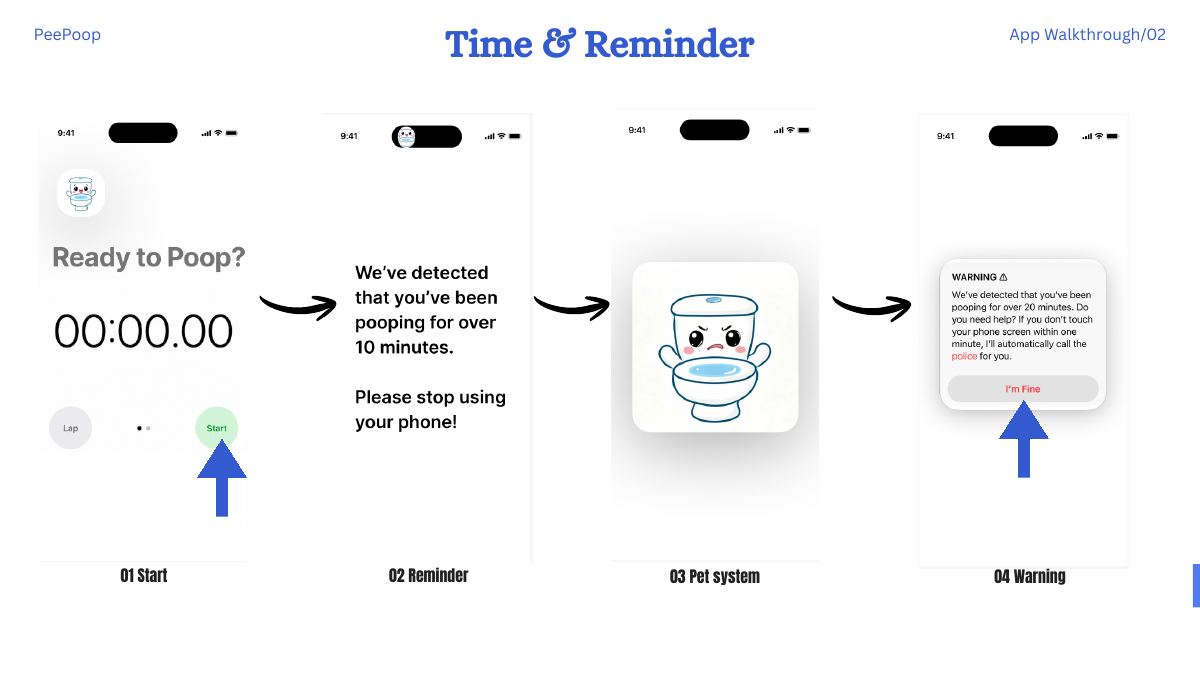 PeePoop
Time & Reminder
App Walkthrough/02
9:41
Ready to Poop?
00:00.00
Lap
Start
01 Start
9:41
We've detected
that you've been
pooping for over
10 minutes.
Please stop using
your phone!
02 Reminder
9:41
03 Pet system
9:41
WARNING ⚠
We've detected that you've been
pooping for over 20 minutes. Do
you need help? If you don't touch
your phone screen within one
minute, I'll automatically call the
police for you.
I'm Fine
04 Warning